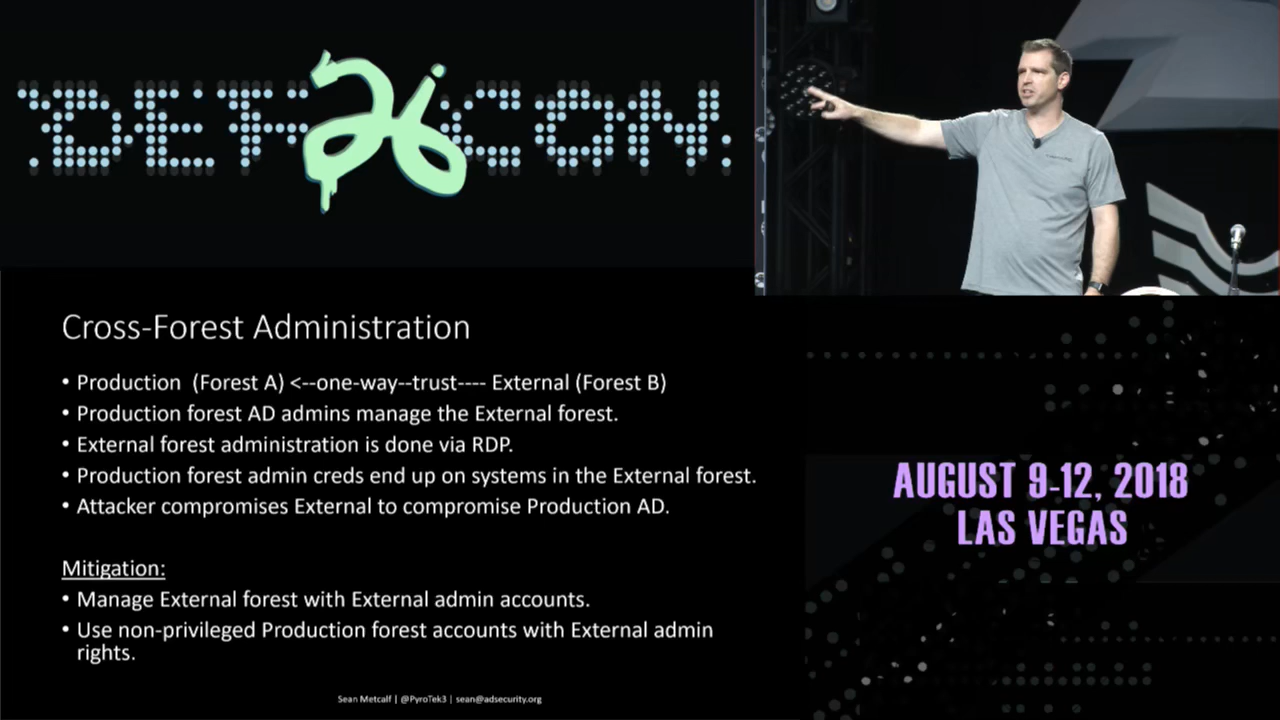 DEF 26 CON
Cross-Forest Administration
• Production (Forest A) <--one-way--trust---- External (Forest B)
• Production forest AD admins manage the External forest.
• External forest administration is done via RDP.
• Production forest admin creds end up on systems in the External forest.
• Attacker compromises External to compromise Production AD.
Mitigation:
• Manage External forest with External admin accounts.
• Use non-privileged Production forest accounts with External admin
rights.
Sean Metcalf | @PyroTek3 | sean@adsecurity.org
AUGUST 9-12, 2018
LAS VEGAS